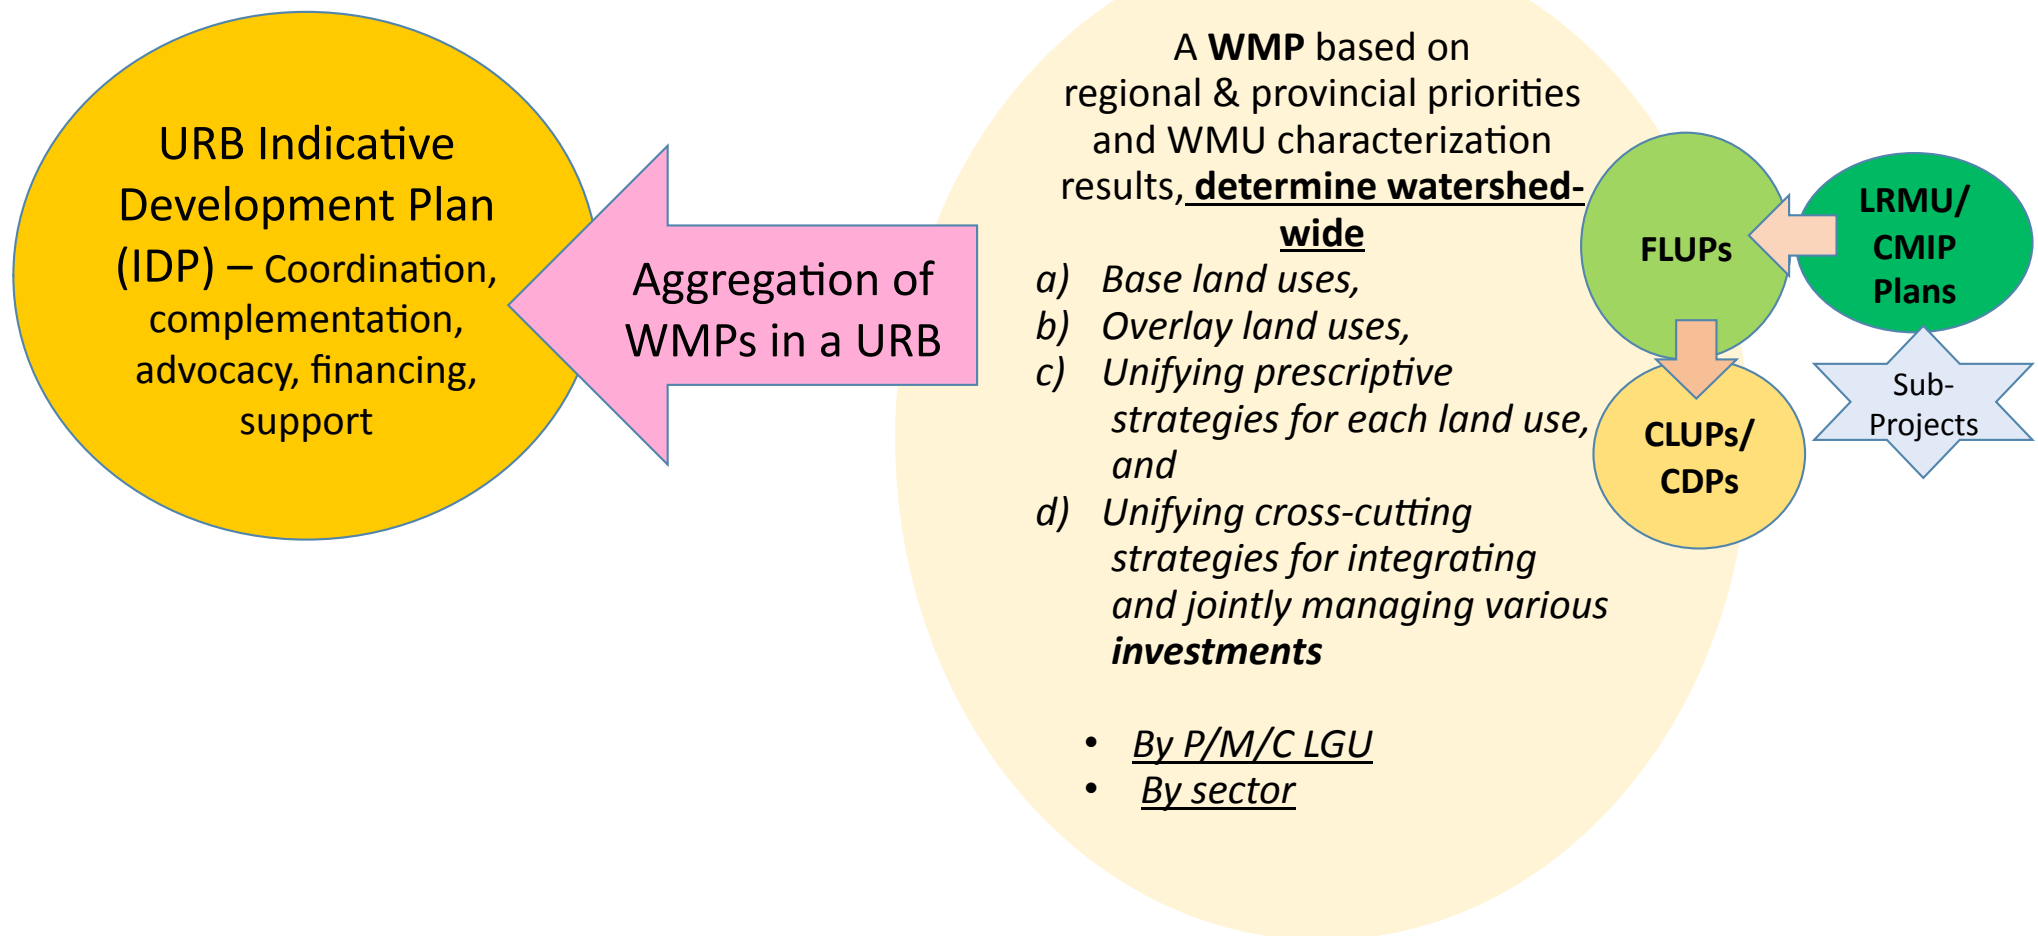 URB Indicative
Development Plan
(IDP) – Coordination,
complementation,
advocacy, financing,
support
Aggregation of
WMPs in a URB
A WMP based on
regional & provincial priorities
and WMU characterization
results, determine watershed-
wide
a) Base land uses,
b) Overlay land uses,
c) Unifying prescriptive
strategies for each land use,
and
d) Unifying cross-cutting
strategies for integrating
and jointly managing various
investments
• By P/M/C LGU
• By sector
FLUPs
LRMU/
CMIP
Plans
CLUPs/
CDPs
Sub-
Projects